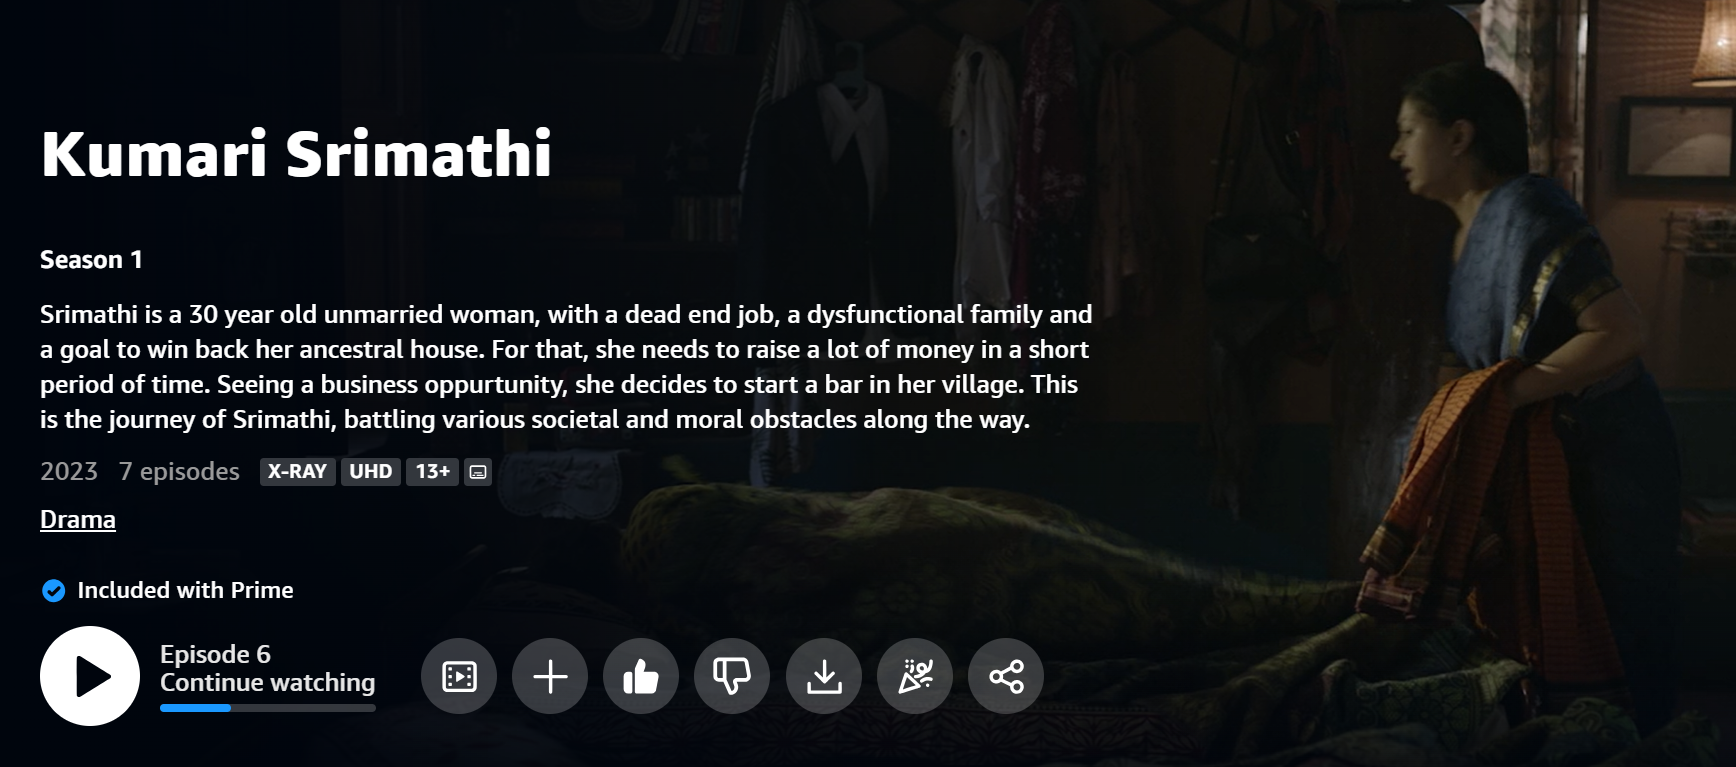 Kumari Srimathi
Season 1
Srimathi is a 30 year old unmarried woman, with a dead end job, a dysfunctional family and
a goal to win back her ancestral house. For that, she needs to raise a lot of money in a short
period of time. Seeing a business oppurtunity, she decides to start a bar in her village. This
is the journey of Srimathi, battling various societal and moral obstacles along the way.
2023 7 episodes X-RAY UHD 13+
Drama
Included with Prime
Episode 6
Continue watching